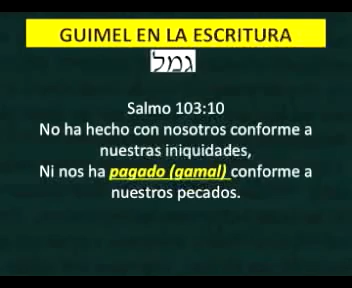 GUIMEL EN LA ESCRITURA
גמל
Salmo 103:10
No ha hecho con nosotros conforme a
nuestras iniquidades,
Ni nos ha pagado (gamal) conforme a
nuestros pecados.